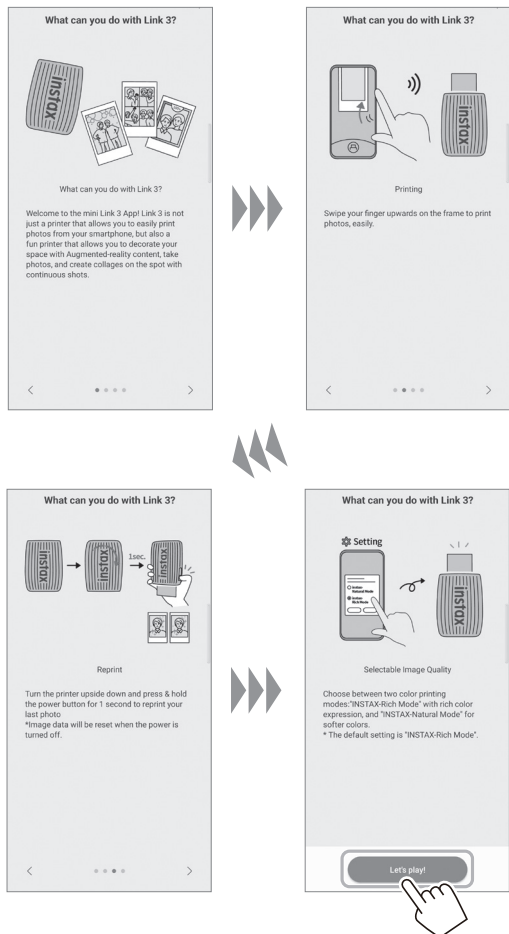 What can you do with Link 3?
instax
What can you do with Link 3?
Welcome to the mini Link 3 App! Link 3 is not
just a printer that allows you to easily print
photos from your smartphone, but also a
fun printer that allows you to decorate your
space with Augmented-reality content, take
photos, and create collages on the spot with
continuous shots.
What can you do with Link 3?
instax
Printing
Swipe your finger upwards on the frame to print
photos, easily.
What can you do with Link 3?
instax
instax
1sec.
instax
Reprint
Turn the printer upside down and press & hold
the power button for 1 second to reprint your
last photo
*Image data will be reset when the power is
turned off.
What can you do with Link 3?
Setting
instax
Natural Mode
instax
Rich Mode
instax
Selectable Image Quality
Choose between two color printing
modes:"INSTAX-Rich Mode" with rich color
expression, and "INSTAX-Natural Mode" for
softer colors.
* The default setting is "INSTAX-Rich Mode".
Let's play!